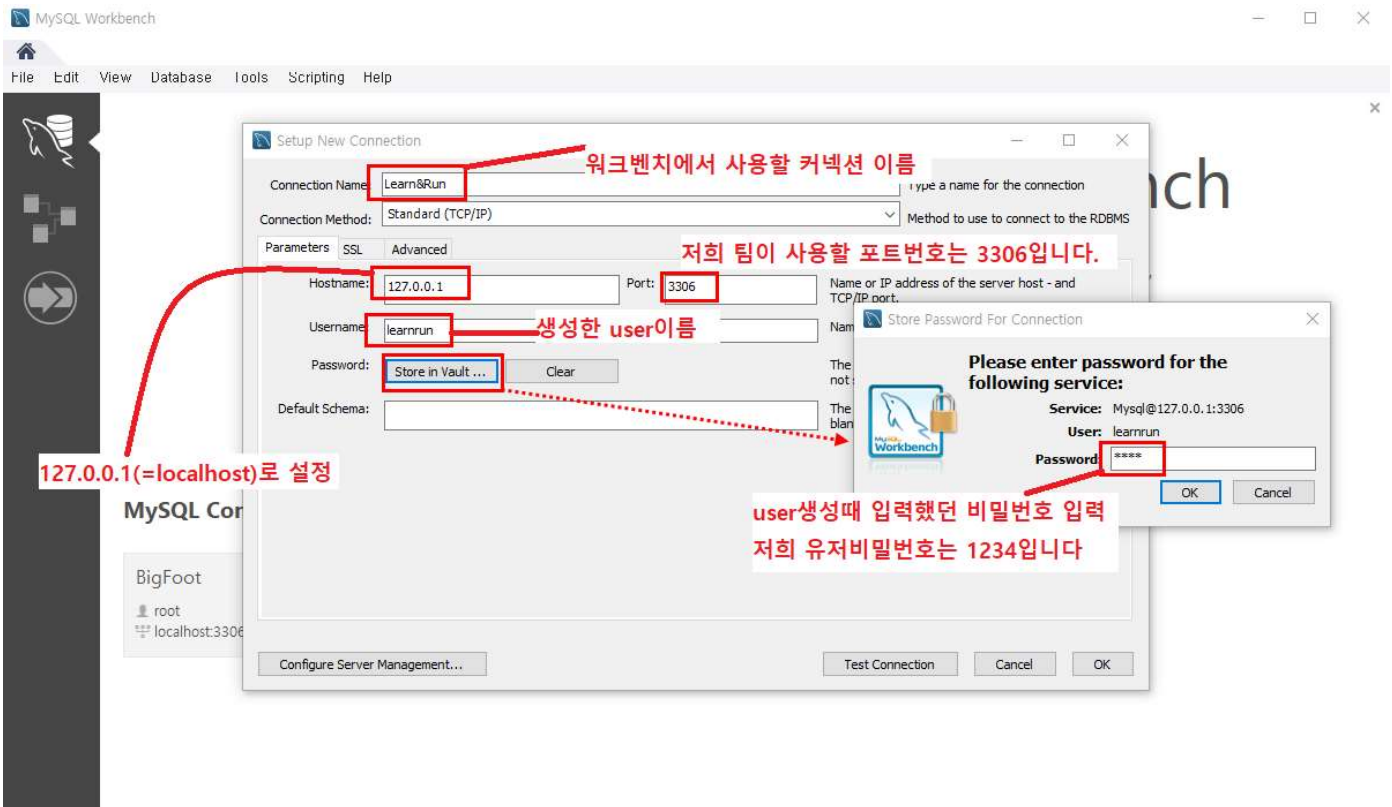 MySQL Workbench
File Edit View Database Tools Scripting Help
Setup New Connection
워크벤치에서 사용할 커넥션 이름
Connection Name: Learn&Run
Type a name for the connection
nch
Connection Method: Standard (TCP/IP)
Method to use to connect to the RDBMS
Parameters SSL Advanced
저희 팀이 사용할 포트번호는 3306입니다.
Hostname: 127.0.0.1 Port: 3306
Name or IP address of the server host - and
TCP/IP port.
Username: learnrun
생성한 user이름
Nam
Password: Store in Vault ... Clear
The
not
Default Schema:
The
blan
Store Password For Connection
Please enter password for the
following service:
Service: Mysql@127.0.0.1:3306
User: learnrun
Password: ****
OK Cancel
MySQL
Workbench
127.0.0.1(=localhost)로 설정
user생성때 입력했던 비밀번호 입력
저희 유저비밀번호는 1234입니다
MySQL Cor
BigFoot
root
localhost:3306
Configure Server Management...
Test Connection Cancel OK